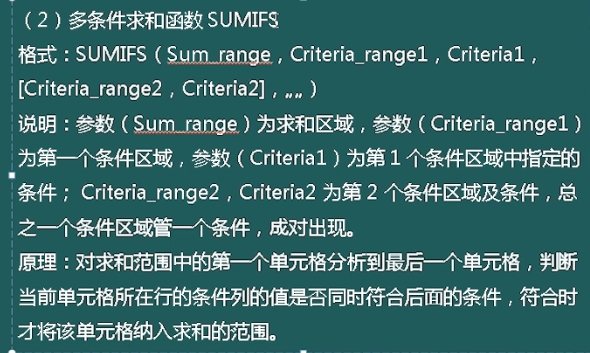 （2）多条件求和函数 SUMIFS
格式：SUMIFS（Sum_range，Criteria_range1，Criteria1，
[Criteria_range2，Criteria2]，„„）
说明：参数（Sum_range）为求和区域，参数（Criteria_range1）
为第一个条件区域，参数（Criteria1）为第 1 个条件区域中指定的
条件； Criteria_range2，Criteria2 为第 2 个条件区域及条件，总
之一个条件区域管一个条件，成对出现。
原理：对求和范围中的第一个单元格分析到最后一个单元格，判断
当前单元格所在行的条件列的值是否同时符合后面的条件，符合时
才将该单元格纳入求和的范围。